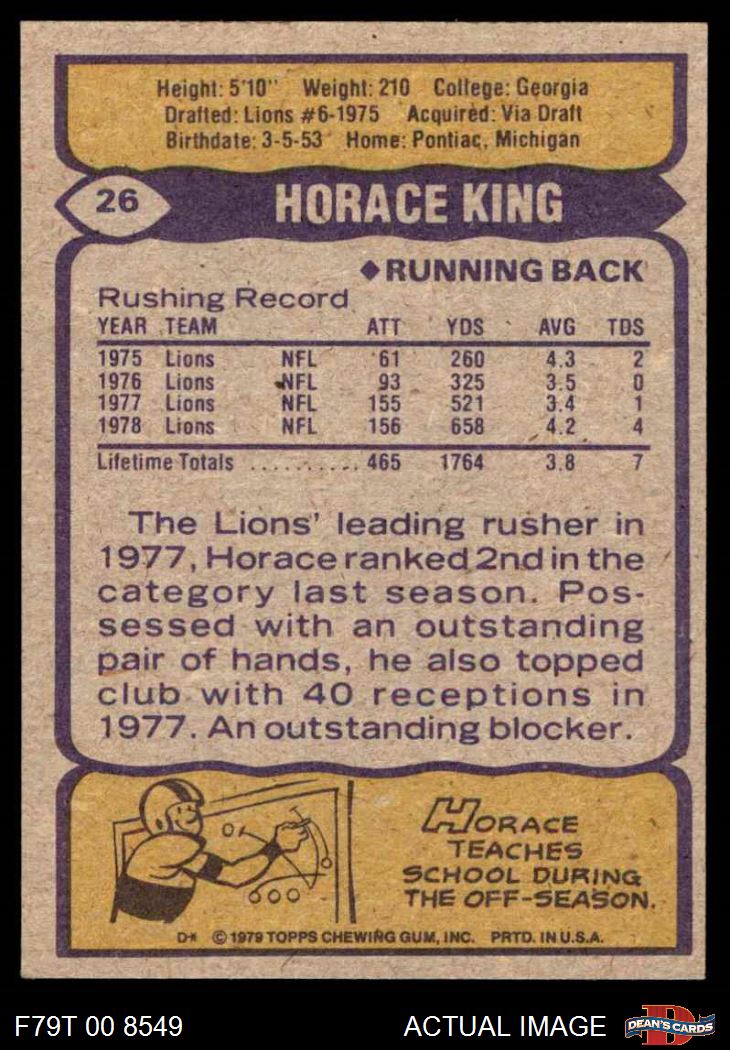 Height: 5'10" Weight: 210 College: Georgia
Drafted: Lions #6-1975 Acquired: Via Draft
Birthdate: 3-5-53 Home: Pontiac, Michigan
26 HORACE KING
◆RUNNING BACK
Rushing Record
YEAR TEAM ATT YDS AVG TDS
1975 Lions NFL 61 260 4.3 2
1976 Lions NFL 93 325 3.5 0
1977 Lions NFL 155 521 3.4 1
1978 Lions NFL 156 658 4.2 4
Lifetime Totals .......... 465 1764 3.8 7
The Lions' leading rusher in
1977, Horace ranked 2nd in the
category last season. Pos-
sessed with an outstanding
pair of hands, he also topped
club with 40 receptions in
1977. An outstanding blocker.
HORACE
TEACHES
SCHOOL DURING
THE OFF-SEASON.
D* © 1979 TOPPS CHEWING GUM, INC. PRTD. IN U.S.A.
F79T 00 8549 ACTUAL IMAGE D DEAN'S CARDS